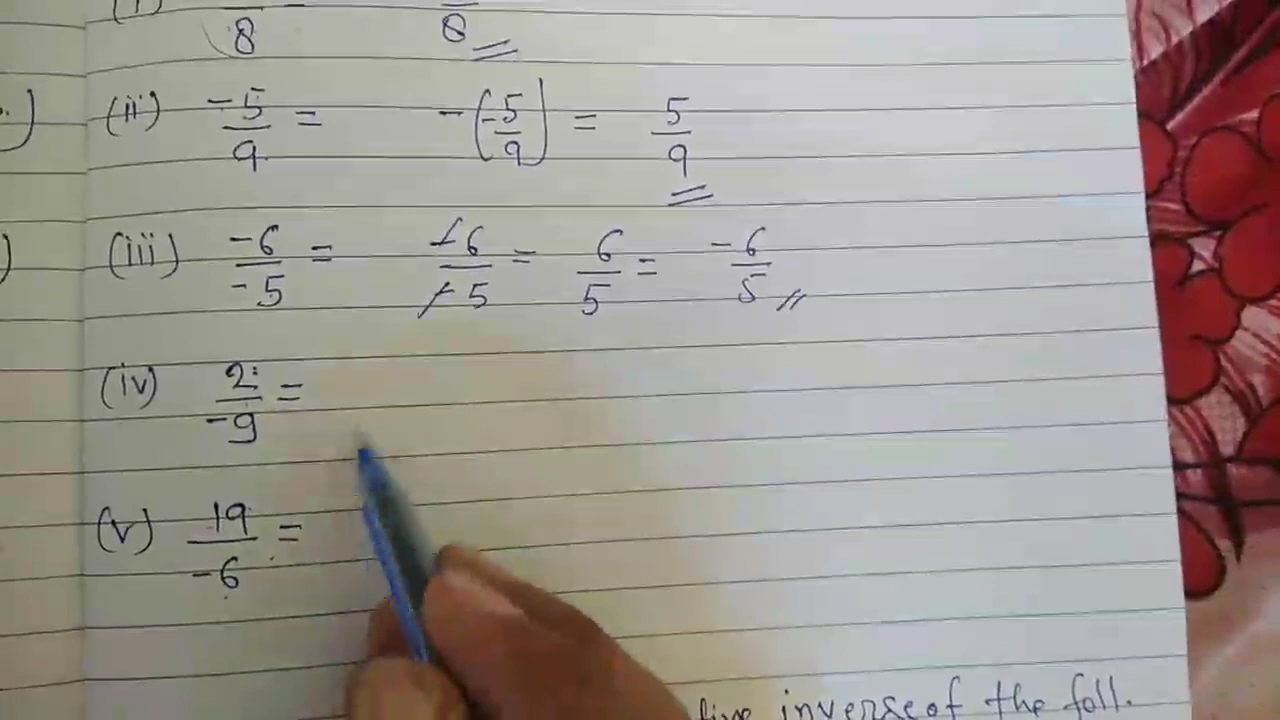 (i) 8 8
(ii) -5/9 = -(-5/9) = 5/9
(iii) -6/-5 = -6/-5 = 6/5 = -6/5
(iv) 2/-9 =
(v) 19/-6 =
inverse of the foll.